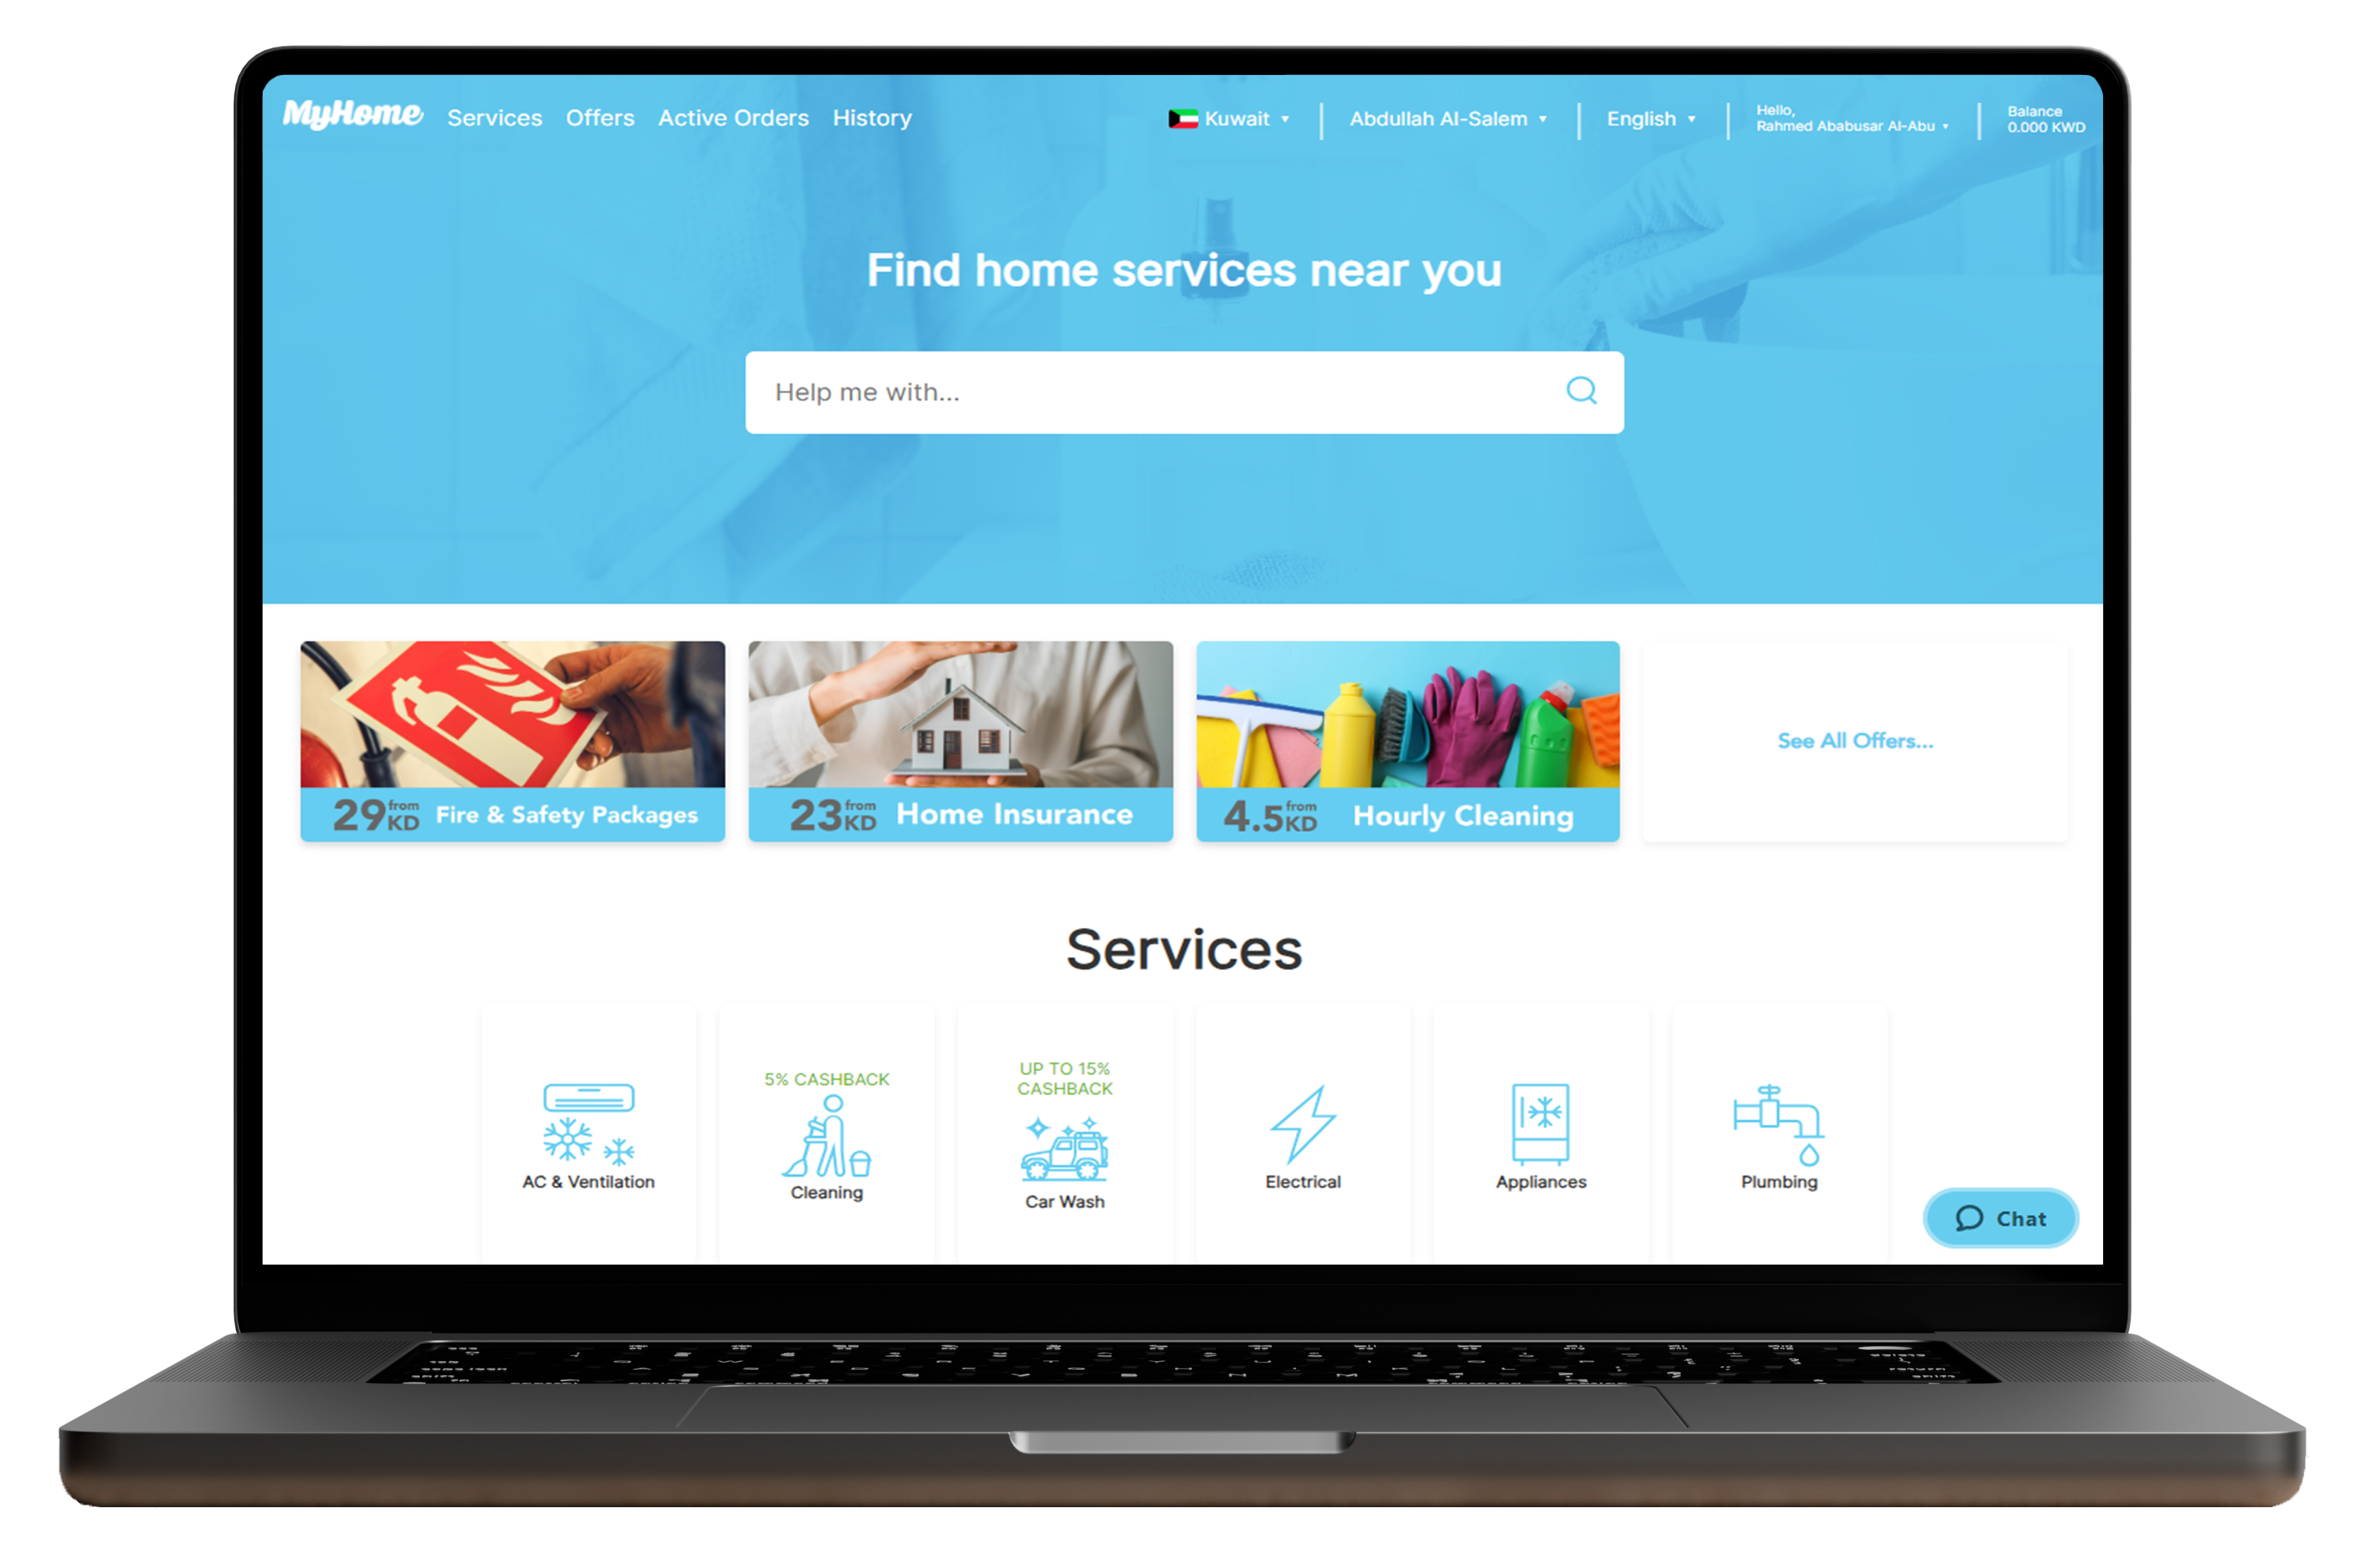 MyHome Services Offers Active Orders History Kuwait Abdullah Al-Salem English
Hello,
Rahmed Ababusar Al-Abu
Balance
0.000 KWD
Find home services near you
Help me with...
29 from KD Fire & Safety Packages
23 from KD Home Insurance
4.5 from KD Hourly Cleaning
See All Offers...
Services
AC & Ventilation
5% CASHBACK
Cleaning
UP TO 15%
CASHBACK
Car Wash
Electrical
Appliances
Plumbing
Chat